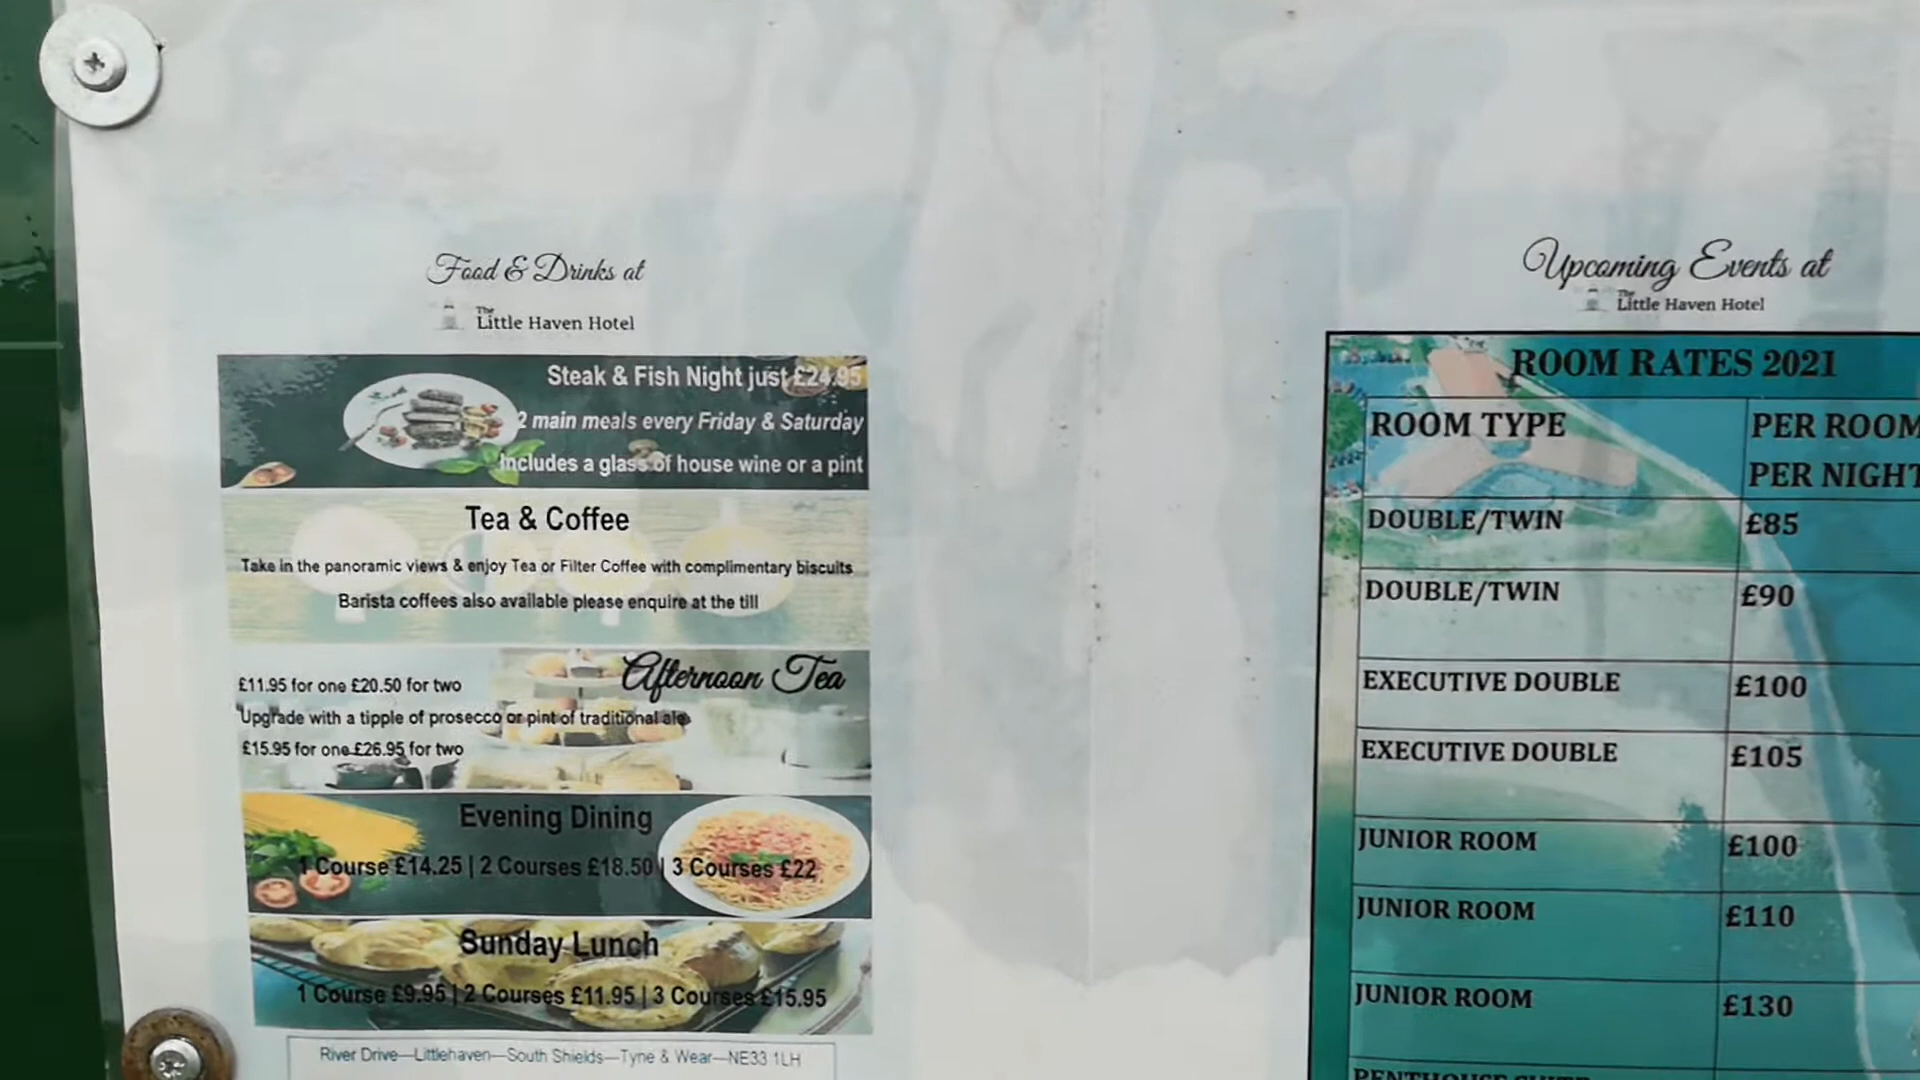 Food & Drinks at
The
Little Haven Hotel
Steak & Fish Night just £24.95
2 main meals every Friday & Saturday
Includes a glass of house wine or a pint
Tea & Coffee
Take in the panoramic views & enjoy Tea or Filter Coffee with complimentary biscuits
Barista coffees also available please enquire at the till
Afternoon Tea
£11.95 for one £20.50 for two
Upgrade with a tipple of prosecco or pint of traditional ale
£15.95 for one £26.95 for two
Evening Dining
1 Course £14.25 | 2 Courses £18.50 | 3 Courses £22
Sunday Lunch
1 Course £9.95 | 2 Courses £11.95 | 3 Courses £15.95
River Drive—Littlehaven—South Shields—Tyne & Wear—NE33 1LH
Upcoming Events at
The
Little Haven Hotel
ROOM RATES 2021
ROOM TYPE
PER ROOM
PER NIGHT
DOUBLE/TWIN £85
DOUBLE/TWIN £90
EXECUTIVE DOUBLE £100
EXECUTIVE DOUBLE £105
JUNIOR ROOM £100
JUNIOR ROOM £110
JUNIOR ROOM £130
PENTHOUSE SUITE